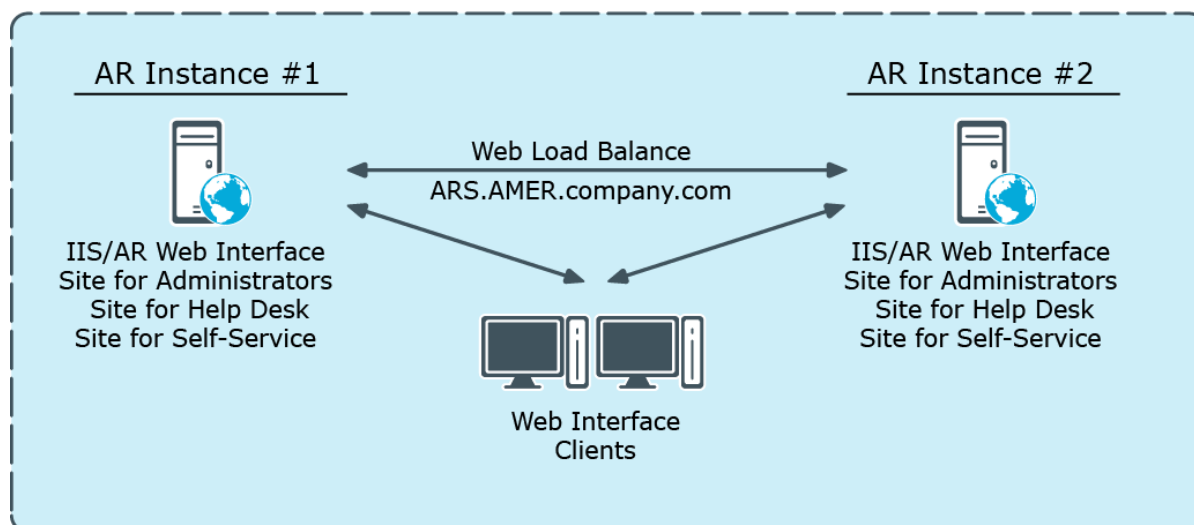 AR Instance #1
AR Instance #2
Web Load Balance
ARS.AMER.company.com
IIS/AR Web Interface
Site for Administrators
Site for Help Desk
Site for Self-Service
IIS/AR Web Interface
Site for Administrators
Site for Help Desk
Site for Self-Service
Web Interface
Clients